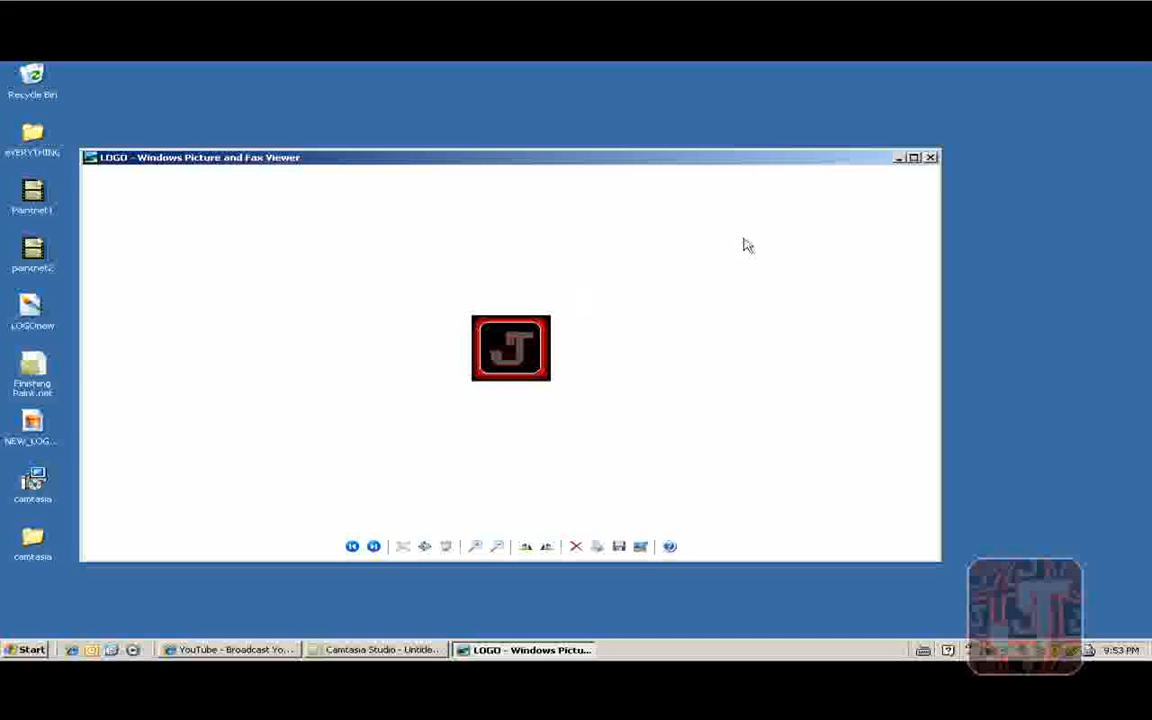 Recycle Bin
eVERYTHING
Paintnet1
paintnet2
LOGOnew
Finishing
Paint.net
NEW_LOG...
camtasia
camtasia
LOGO - Windows Picture and Fax Viewer
J
Start
YouTube - Broadcast Yo...
Camtasia Studio - Untitle...
LOGO - Windows Pictu...
9:53 PM
JT